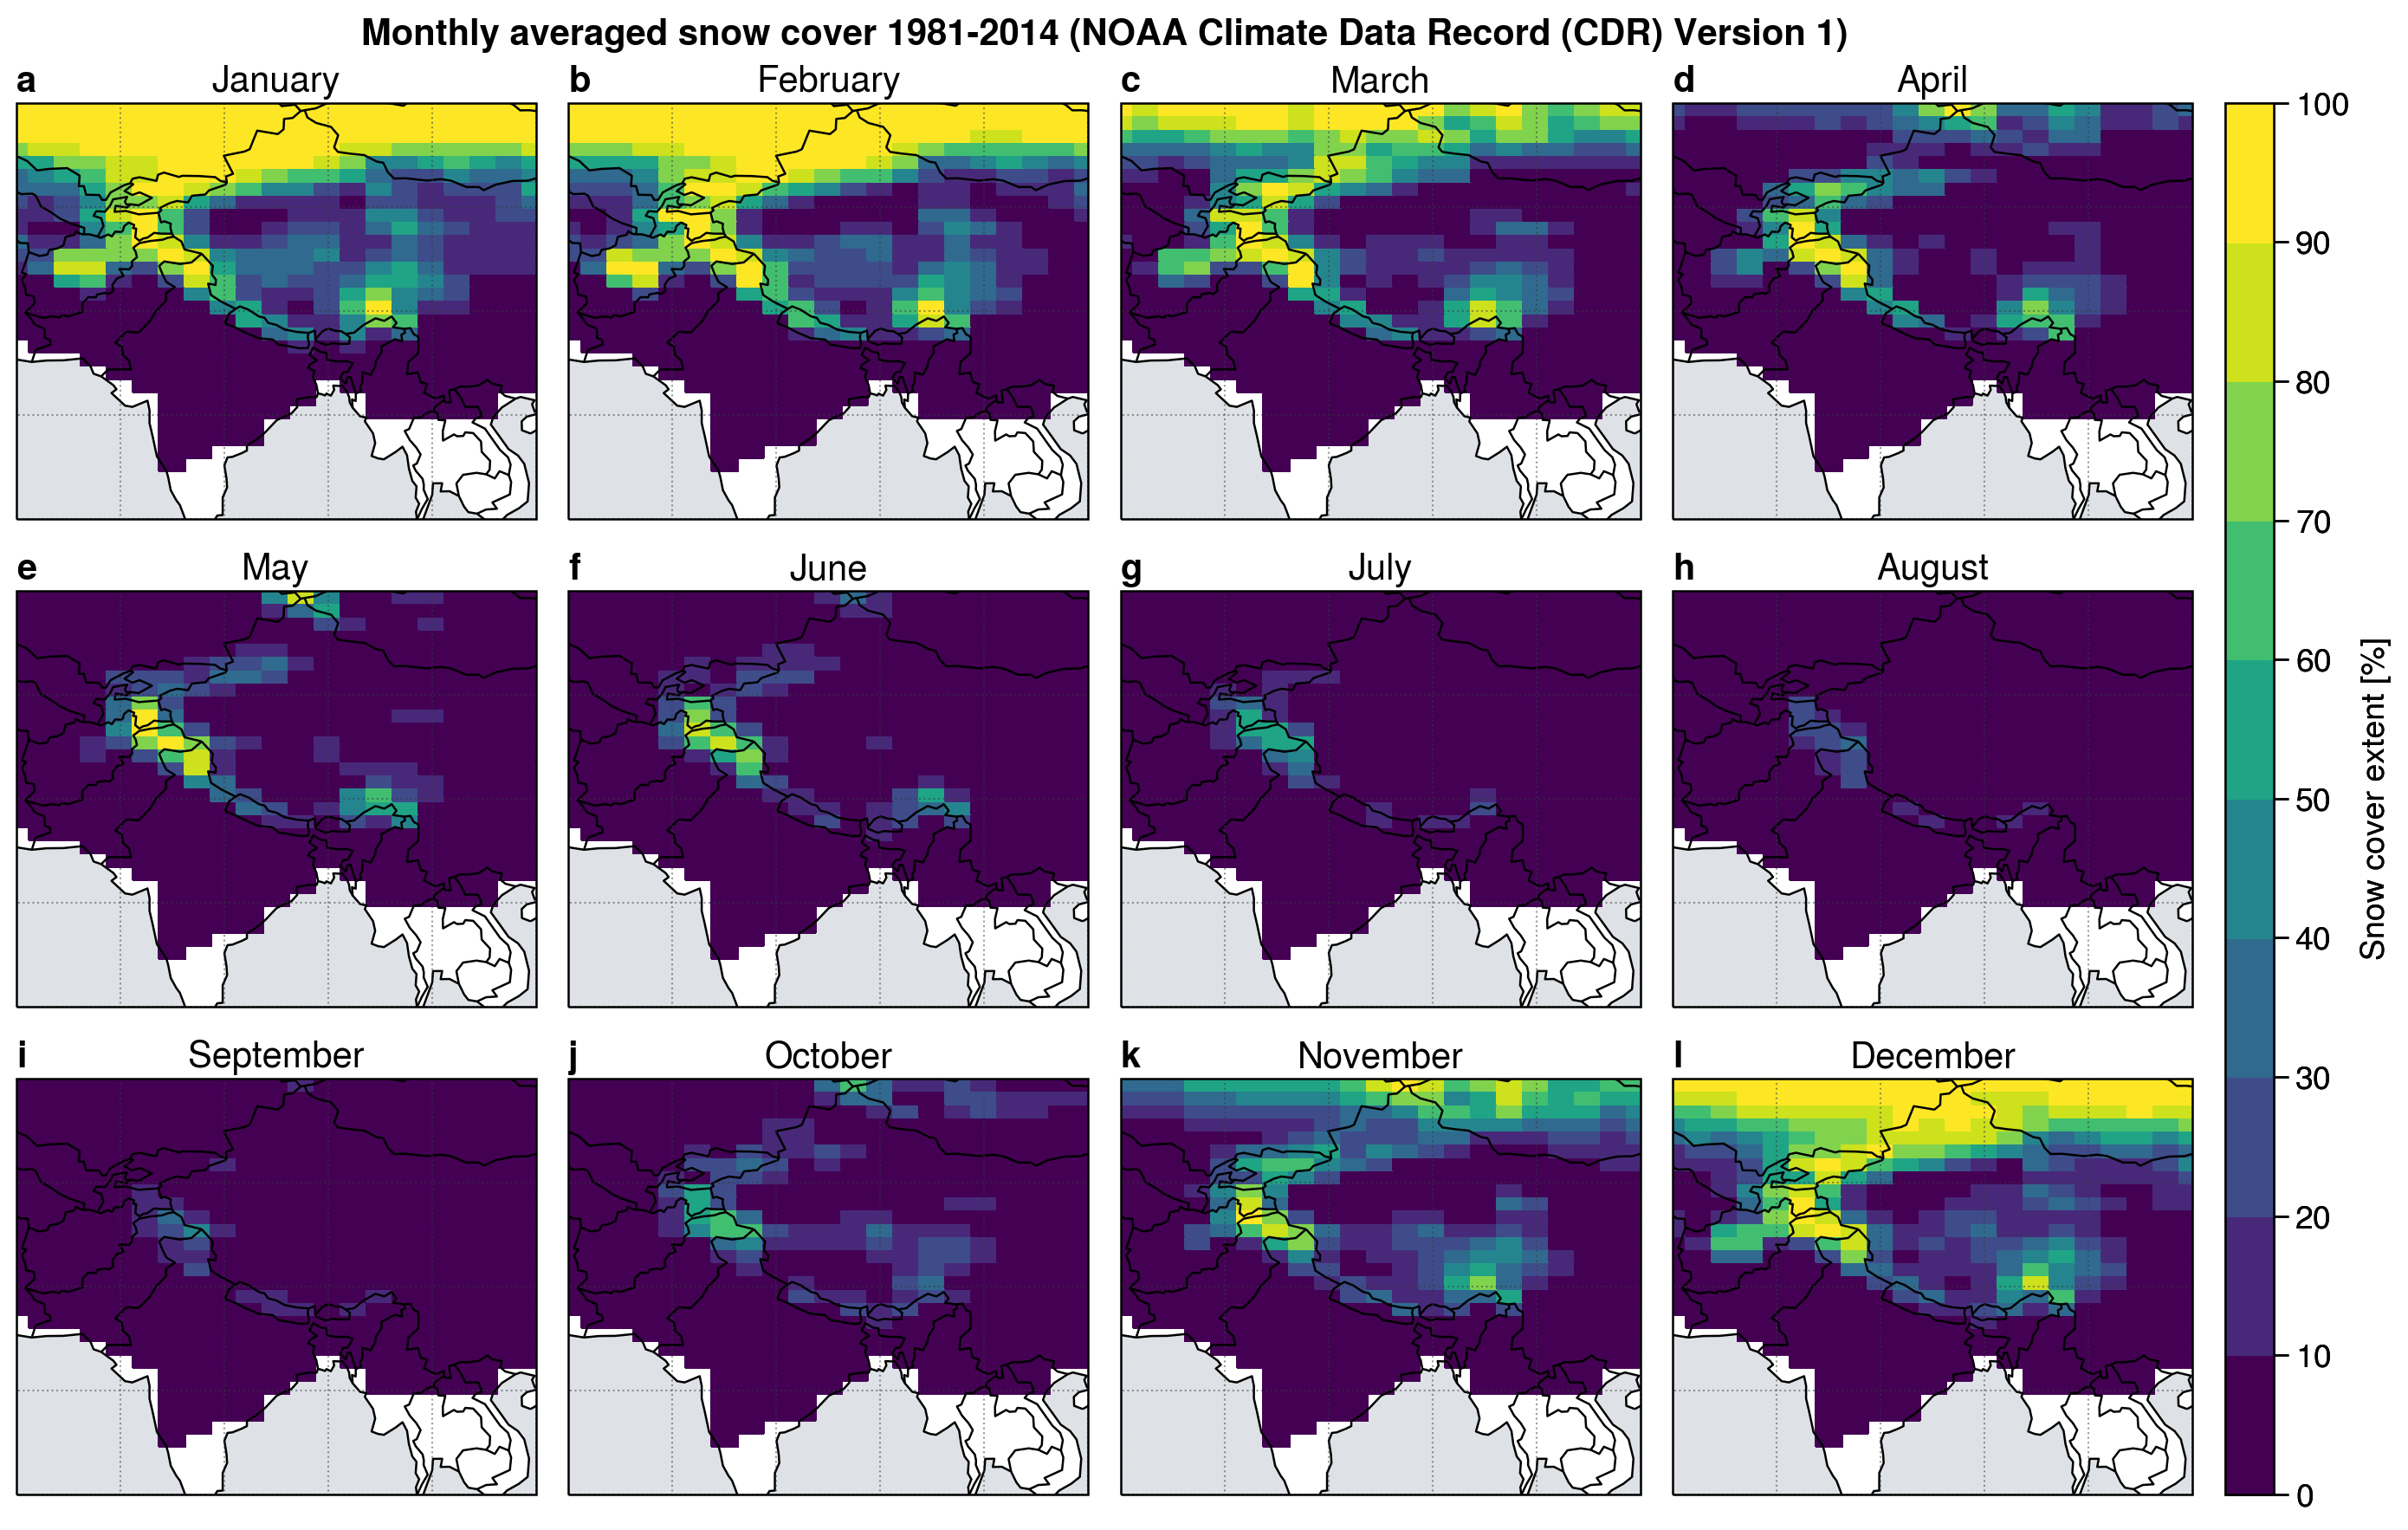 Monthly averaged snow cover 1981-2014 (NOAA Climate Data Record (CDR) Version 1)
a January
b February
c March
d April
e May
f June
g July
h August
i September
j October
k November
l December
100
90
80
70
60
50
40
30
20
10
0
Snow cover extent [%]